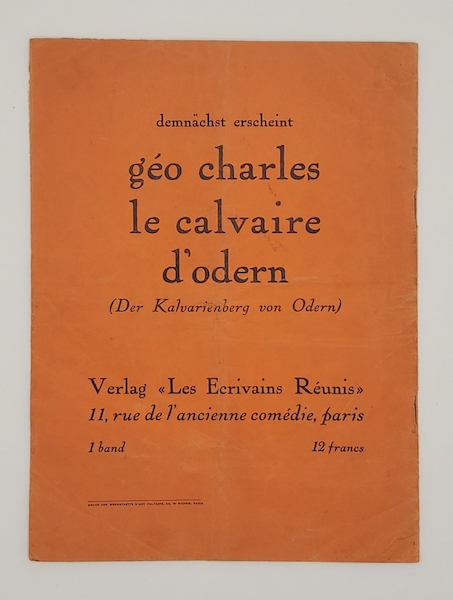 demnächst erscheint
géo charles
le calvaire
d'odern
(Der Kalvarienberg von Odern)
Verlag «Les Ecrivains Réunis»
11, rue de l'ancienne comédie, paris
1 band 12 francs